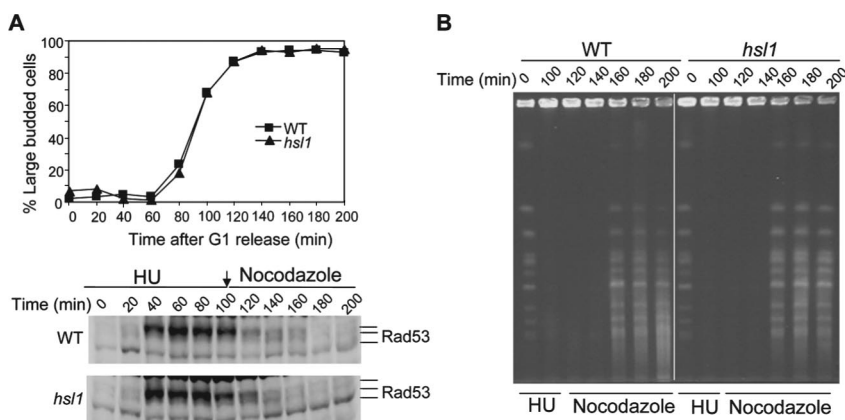 A
100
80
60
40
20
0
% Large budded cells
WT
hsl1
0 20 40 60 80 100 120 140 160 180 200
Time after G1 release (min)
HU Nocodazole
Time (min) 0 20 40 60 80 100 120 140 160 180 200
WT Rad53
hsl1 Rad53
B
WT hsl1
Time (min) 0 100 120 140 160 180 200 0 100 120 140 160 180 200
HU Nocodazole HU Nocodazole